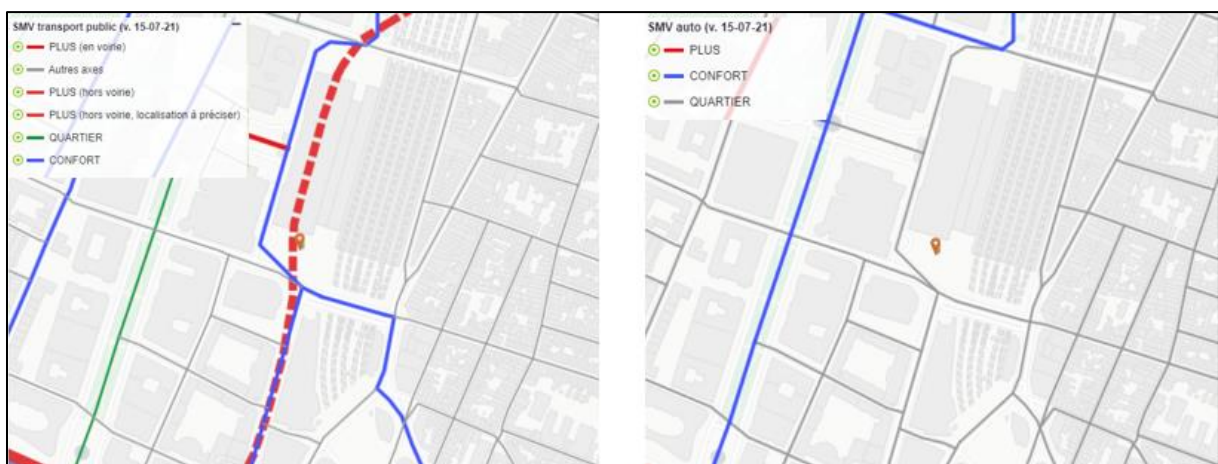 SMV transport public (v. 15-07-21)
PLUS (en voirie)
Autres axes
PLUS (hors voirie)
PLUS (hors voirie, localisation à préciser)
QUARTIER
CONFORT
SMV auto (v. 15-07-21)
PLUS
CONFORT
QUARTIER